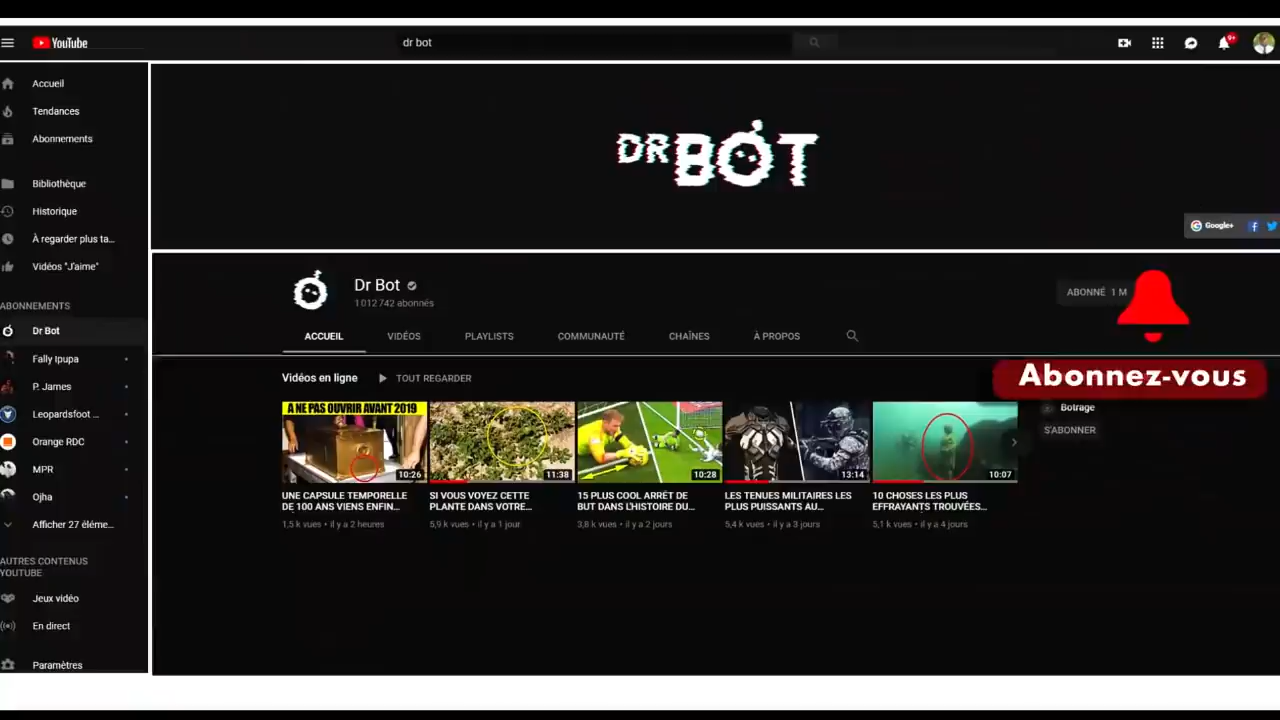 YouTube
dr bot
9+
Accueil
Tendances
Abonnements
Bibliothèque
Historique
À regarder plus ta...
Vidéos "J'aime"
ABONNEMENTS
Dr Bot
Fally Ipupa
P. James
Leopardsfoot ...
Orange RDC
MPR
Ojha
Afficher 27 éléme...
AUTRES CONTENUS
YOUTUBE
Jeux vidéo
En direct
Paramètres
DR BOT
Google+
Dr Bot
1 012 742 abonnés
ABONNÉ 1 M
ACCUEIL
VIDÉOS
PLAYLISTS
COMMUNAUTÉ
CHAÎNES
À PROPOS
Abonnez-vous
Vidéos en ligne
TOUT REGARDER
Botrage
S'ABONNER
A NE PAS OUVRIR AVANT 2019
10:26
UNE CAPSULE TEMPORELLE
DE 100 ANS VIENS ENFIN...
1,5 k vues • il y a 2 heures
11:38
SI VOUS VOYEZ CETTE
PLANTE DANS VOTRE...
5,9 k vues • il y a 1 jour
10:28
15 PLUS COOL ARRÊT DE
BUT DANS L'HISTOIRE DU...
3,8 k vues • il y a 2 jours
13:14
LES TENUES MILITAIRES LES
PLUS PUISSANTS AU...
5,4 k vues • il y a 3 jours
10:07
10 CHOSES LES PLUS
EFFRAYANTS TROUVÉES...
5,1 k vues • il y a 4 jours